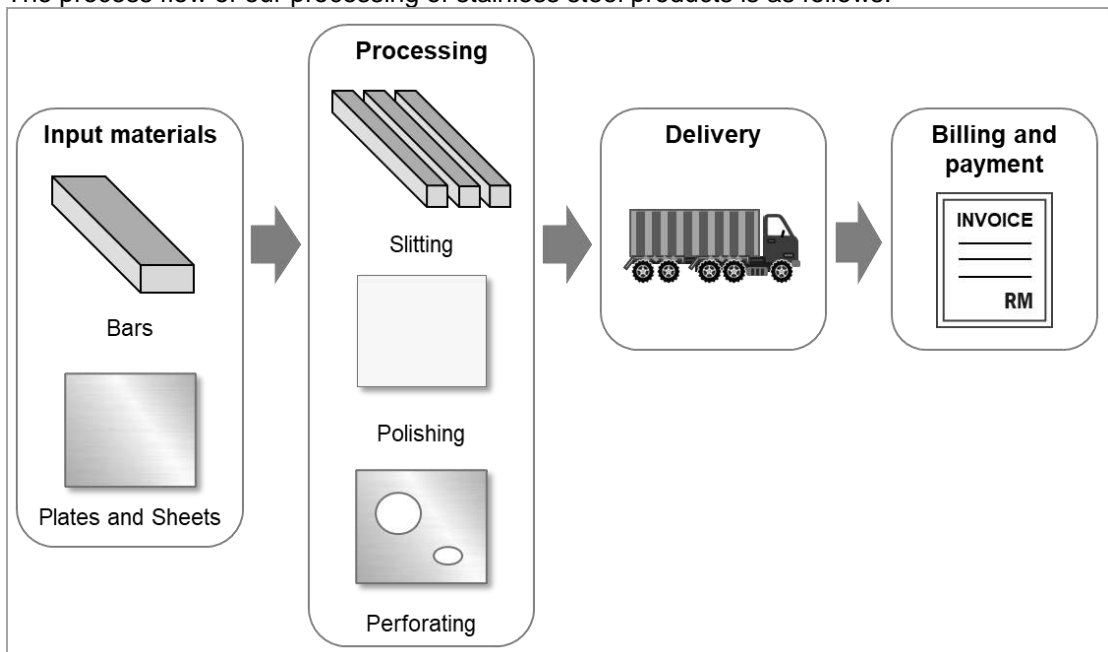 The process flow of our processing of stainless steel products is as follows:
Input materials
Bars
Plates and Sheets
Processing
Slitting
Polishing
Perforating
Delivery
Billing and
payment
INVOICE
RM